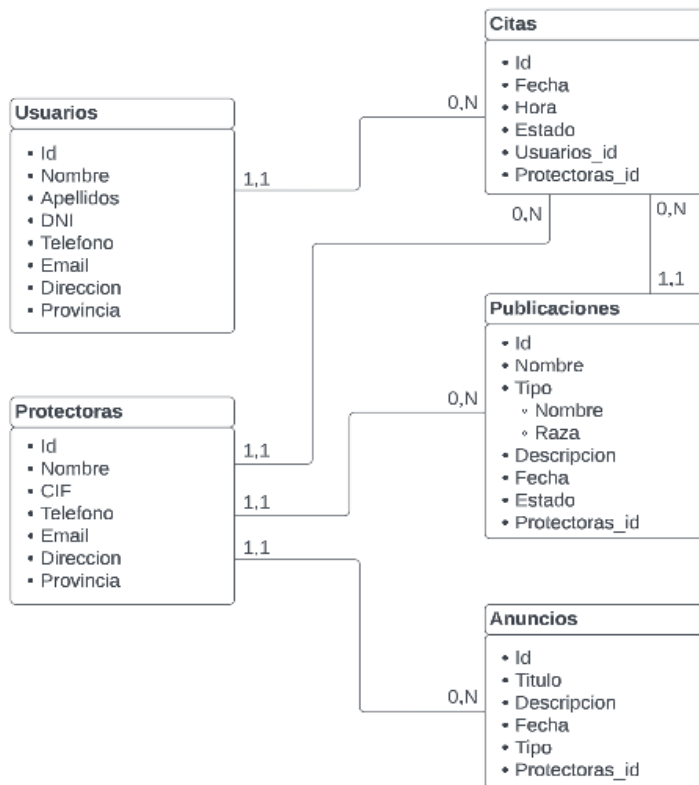 Citas
Id
Fecha
Hora
Estado
Usuarios_id
Protectoras_id
Usuarios
Id
Nombre
Apellidos
DNI
Telefono
Email
Direccion
Provincia
1,1
0,N
0,N
0,N
1,1
Publicaciones
Id
Nombre
Tipo
Nombre
Raza
Descripcion
Fecha
Estado
Protectoras_id
Protectoras
Id
Nombre
CIF
Telefono
Email
Direccion
Provincia
0,N
1,1
1,1
1,1
0,N
Anuncios
Id
Titulo
Descripcion
Fecha
Tipo
Protectoras_id